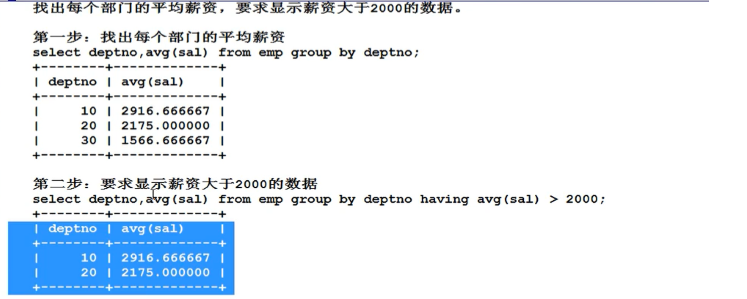 找出每个部门的平均薪资，要求显示薪资大于2000的数据。
第一步：找出每个部门的平均薪资
select deptno,avg(sal) from emp group by deptno;
+--------+-------------+
| deptno | avg(sal)    |
+--------+-------------+
|     10 | 2916.666667 |
|     20 | 2175.000000 |
|     30 | 1566.666667 |
+--------+-------------+
第二步：要求显示薪资大于2000的数据
select deptno,avg(sal) from emp group by deptno having avg(sal) > 2000;
+--------+-------------+
| deptno | avg(sal)    |
+--------+-------------+
|     10 | 2916.666667 |
|     20 | 2175.000000 |
+--------+-------------+